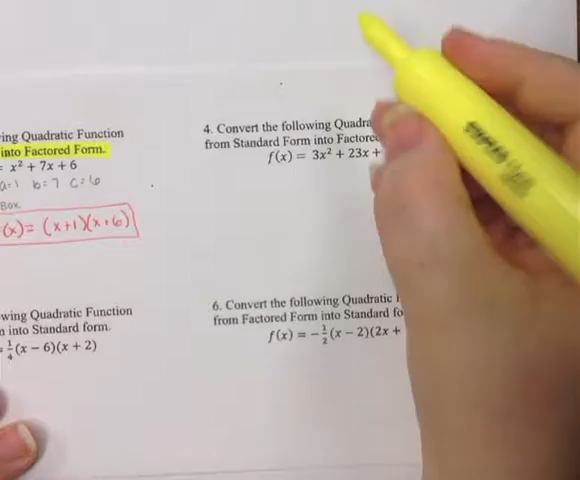 ing Quadratic Function
into Factored Form.
= x² + 7x + 6
a=1 b=7 c=6
Box
(x) = (x+1)(x+6)
4. Convert the following Quadra
from Standard Form into Factore
f(x) = 3x² + 23x +
wing Quadratic Function
n into Standard form.
= 1/4(x − 6)(x + 2)
6. Convert the following Quadratic
from Factored Form into Standard fo
f(x) = −1/2(x − 2)(2x +